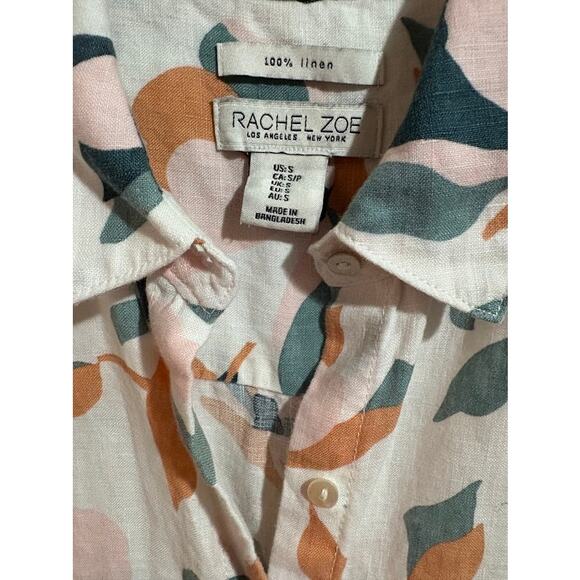 100% linen
RACHEL ZOE
LOS ANGELES NEW YORK
US: S
CA: S/P
UK: S
EU: S
AU: S
MADE IN
BANGLADESH